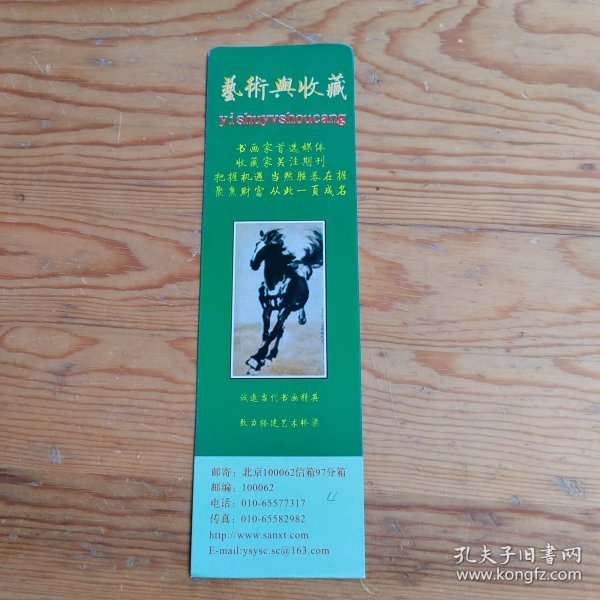 藝術與收藏
yishuyvshoucang
书画家首选媒体
收藏家关注期刊
把握机遇 当然胜券在握
聚焦财富 从此一页成名
诚邀当代书画精英
致力搭建艺术桥梁
邮寄：北京100062信箱97分箱
邮编：100062
电话：010-65577317
传真：010-65582982
http://www.sanxt.com
E-mail:ysysc.sc@163.com
孔夫子旧书网
www.kongfz.com